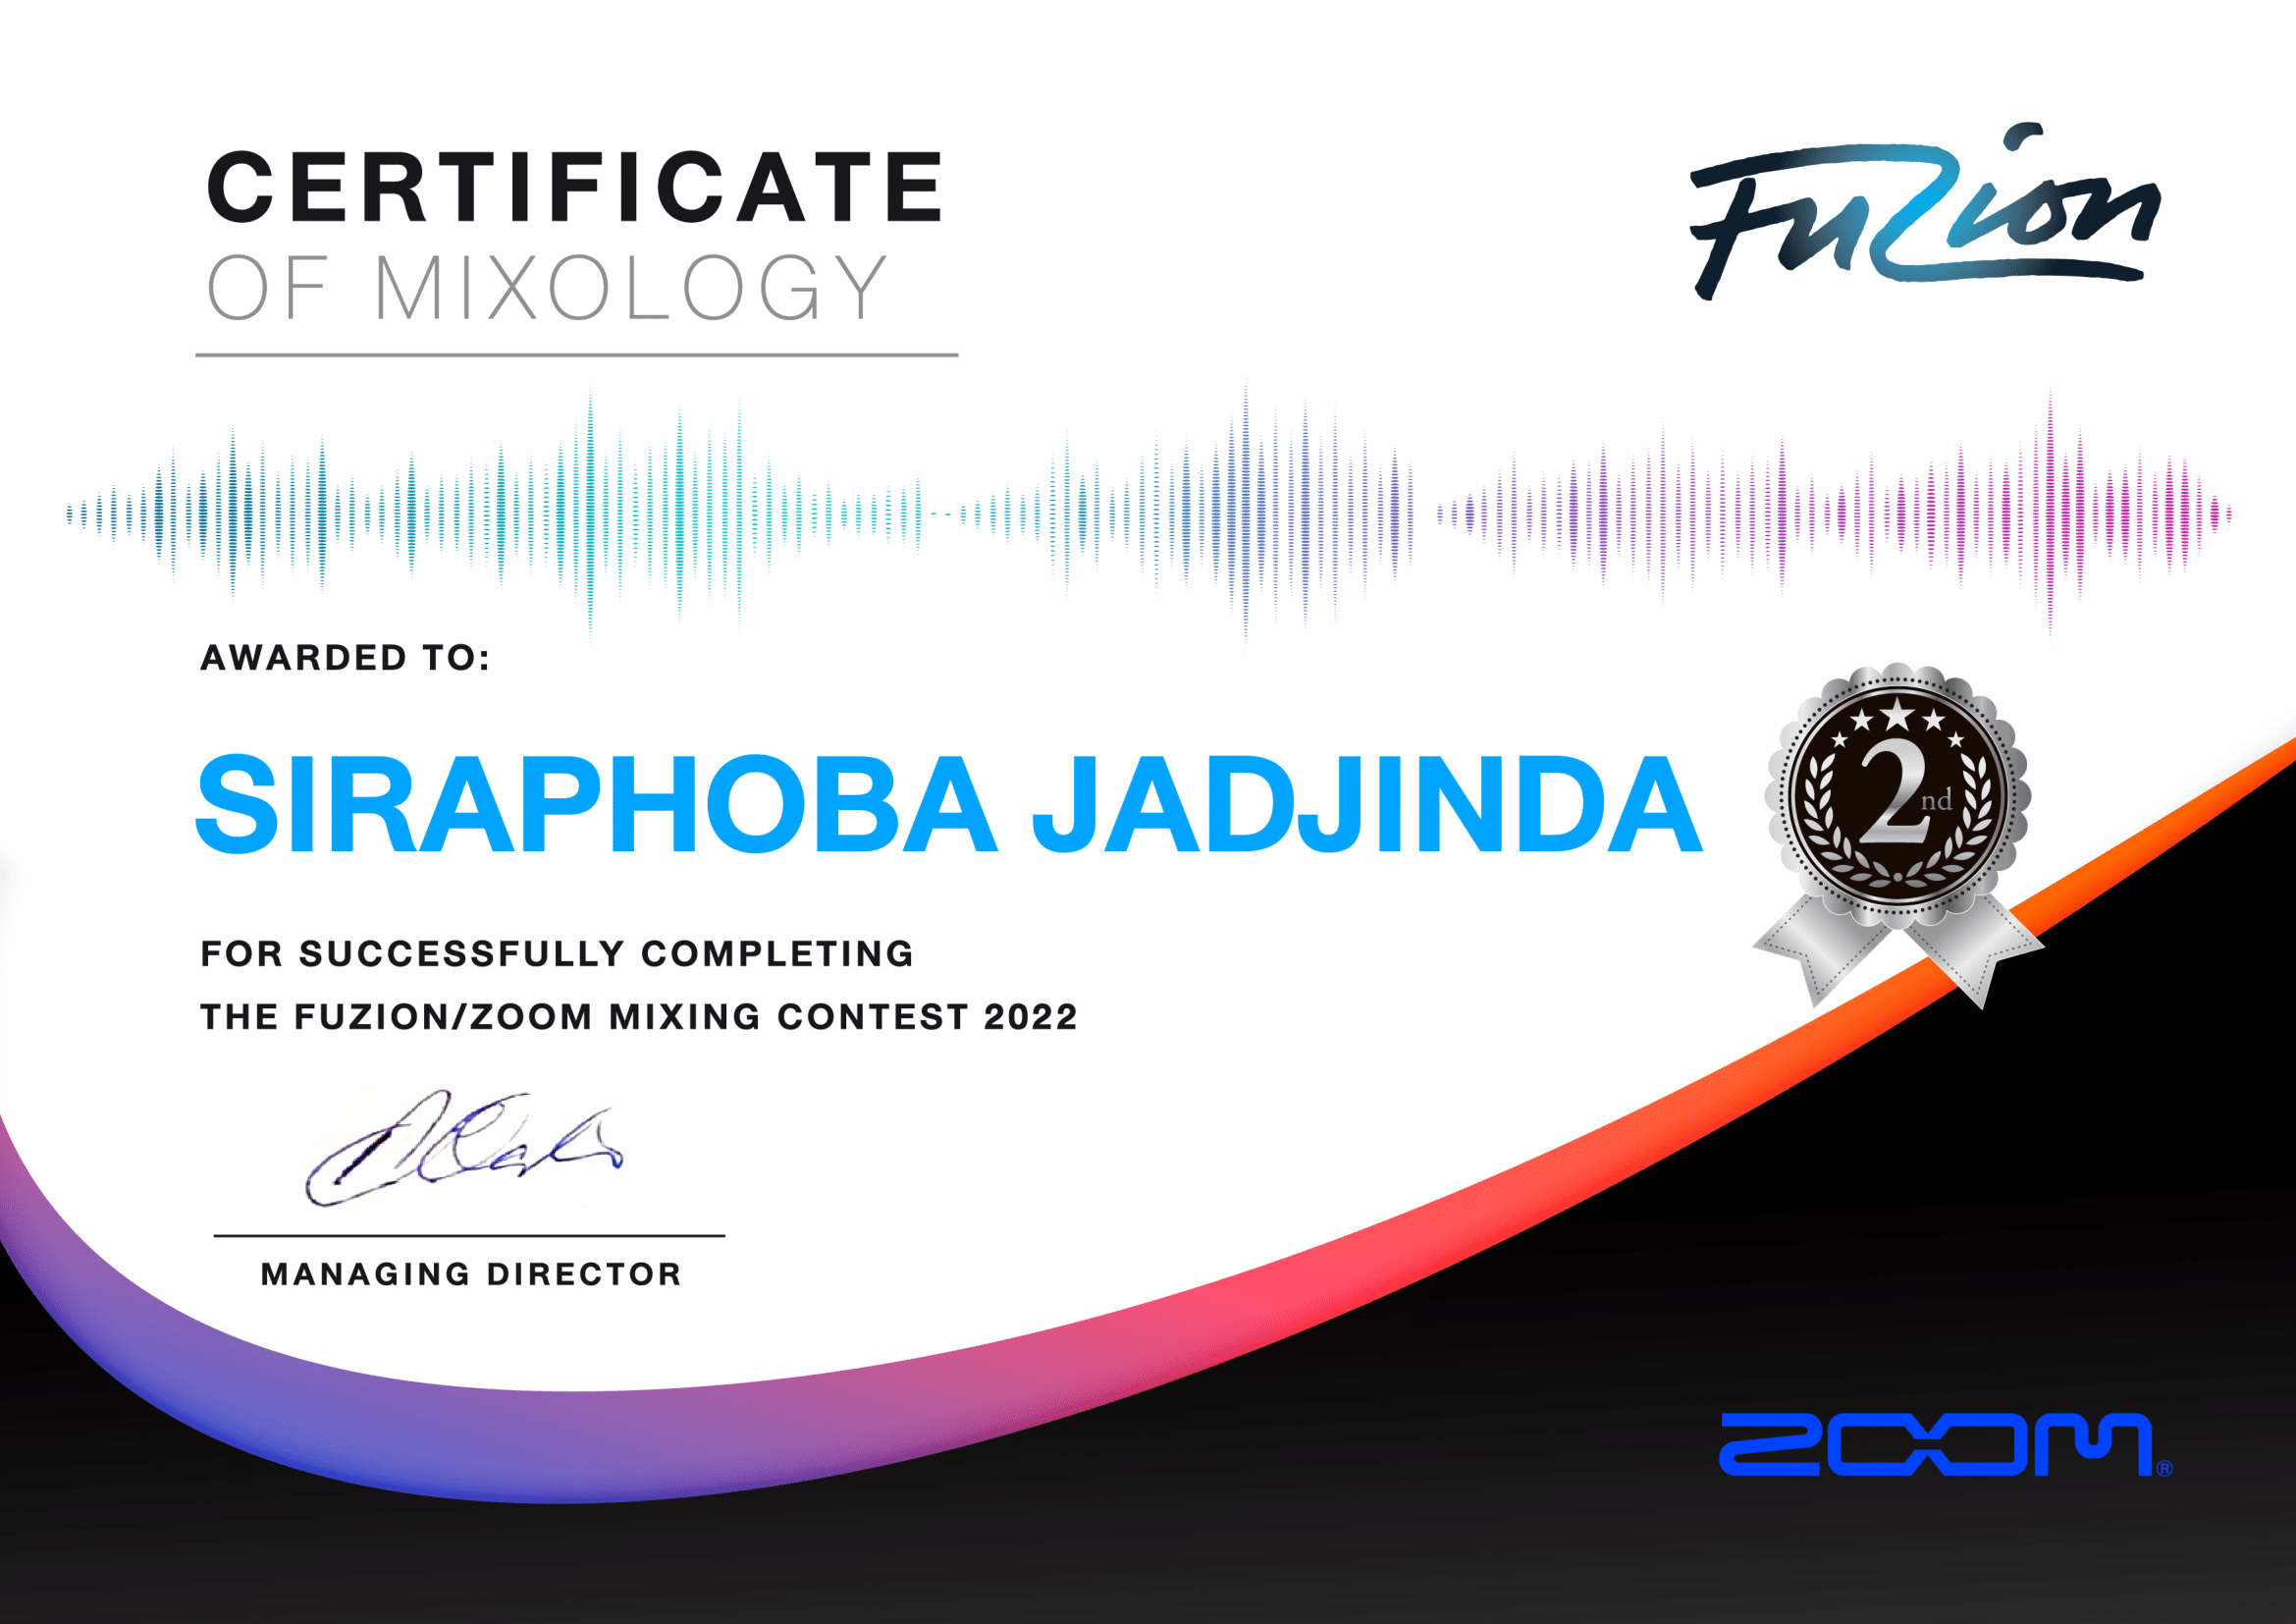 CERTIFICATE
OF MIXOLOGY
FuZion
AWARDED TO:
SIRAPHOBA JADJINDA
2nd
FOR SUCCESSFULLY COMPLETING
THE FUZION/ZOOM MIXING CONTEST 2022
MANAGING DIRECTOR
ZOOM®